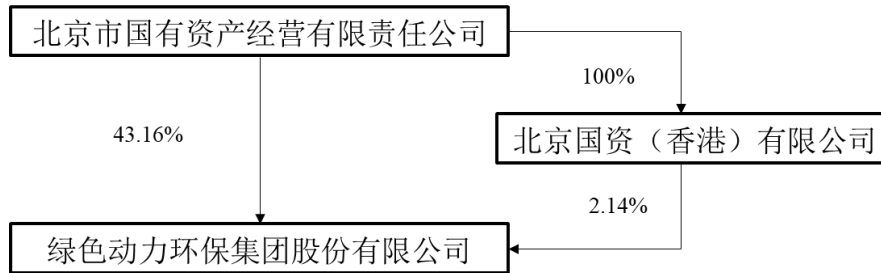 北京市国有资产经营有限责任公司
100%
43.16%
北京国资（香港）有限公司
2.14%
绿色动力环保集团股份有限公司